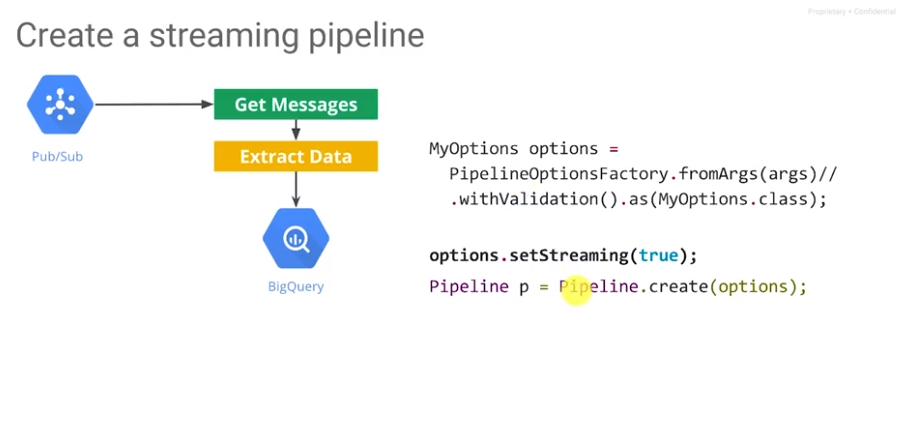 Proprietary + Confidential
Create a streaming pipeline
Pub/Sub
Get Messages
Extract Data
BigQuery
MyOptions options =
PipelineOptionsFactory.fromArgs(args)//
.withValidation().as(MyOptions.class);
options.setStreaming(true);
Pipeline p = Pipeline.create(options);